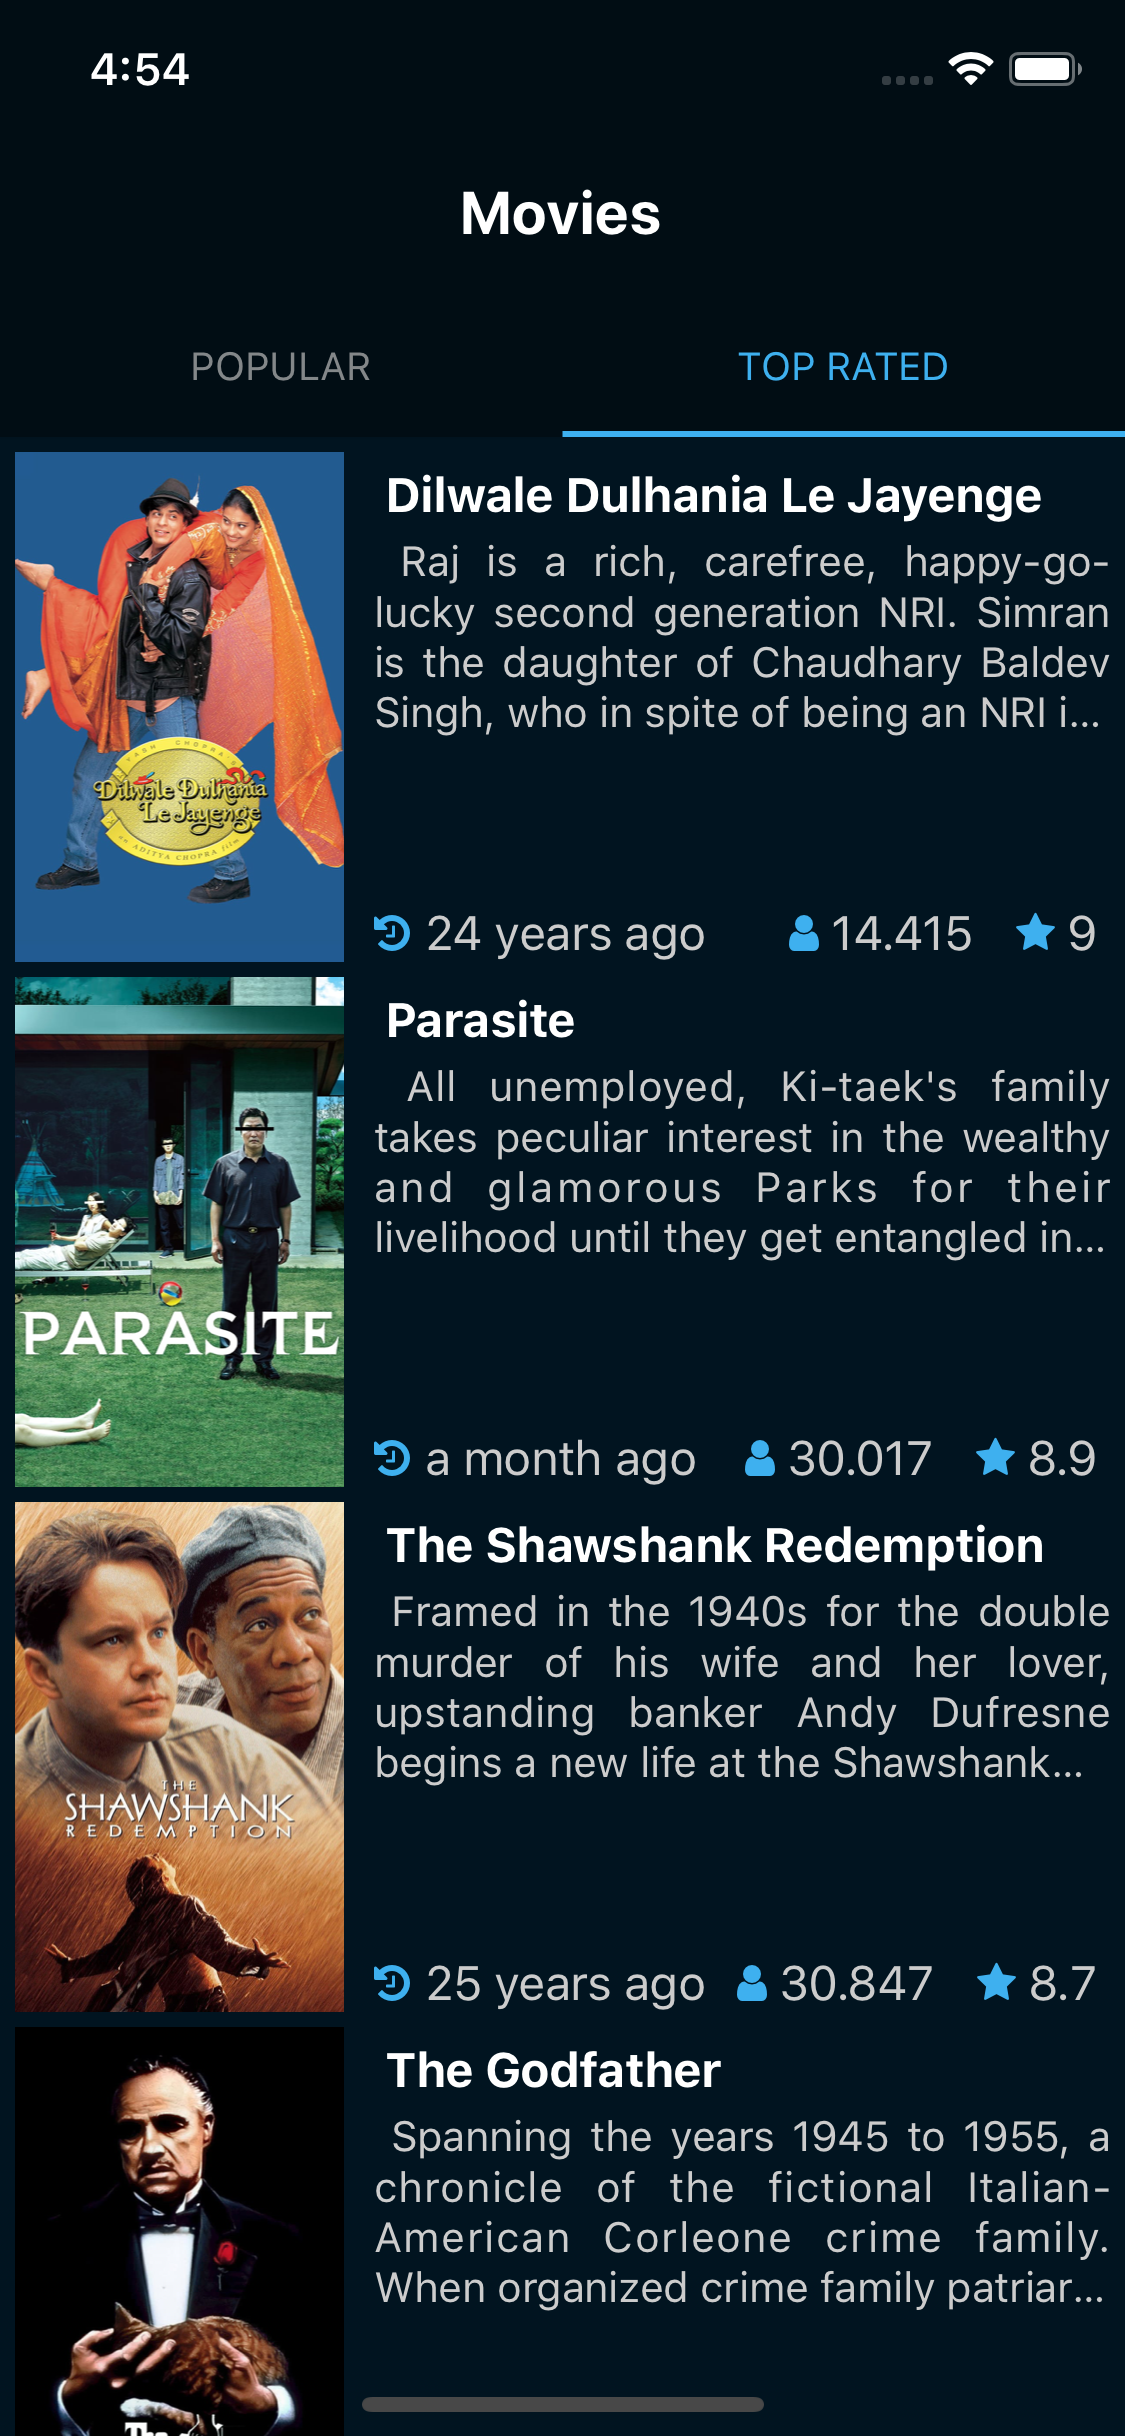 4:54
Movies
POPULAR
TOP RATED
Dilwale Dulhania Le Jayenge
Raj is a rich, carefree, happy-go-
lucky second generation NRI. Simran
is the daughter of Chaudhary Baldev
Singh, who in spite of being an NRI i...
YASH CHOPRA'S
Dilwale Dulhania
Le Jayenge
an ADITYA CHOPRA film
24 years ago 14.415 9
Parasite
All unemployed, Ki-taek's family
takes peculiar interest in the wealthy
and glamorous Parks for their
livelihood until they get entangled in...
PARASITE
a month ago 30.017 8.9
The Shawshank Redemption
Framed in the 1940s for the double
murder of his wife and her lover,
upstanding banker Andy Dufresne
begins a new life at the Shawshank...
THE
SHAWSHANK
REDEMPTION
25 years ago 30.847 8.7
The Godfather
Spanning the years 1945 to 1955, a
chronicle of the fictional Italian-
American Corleone crime family.
When organized crime family patriar...
The